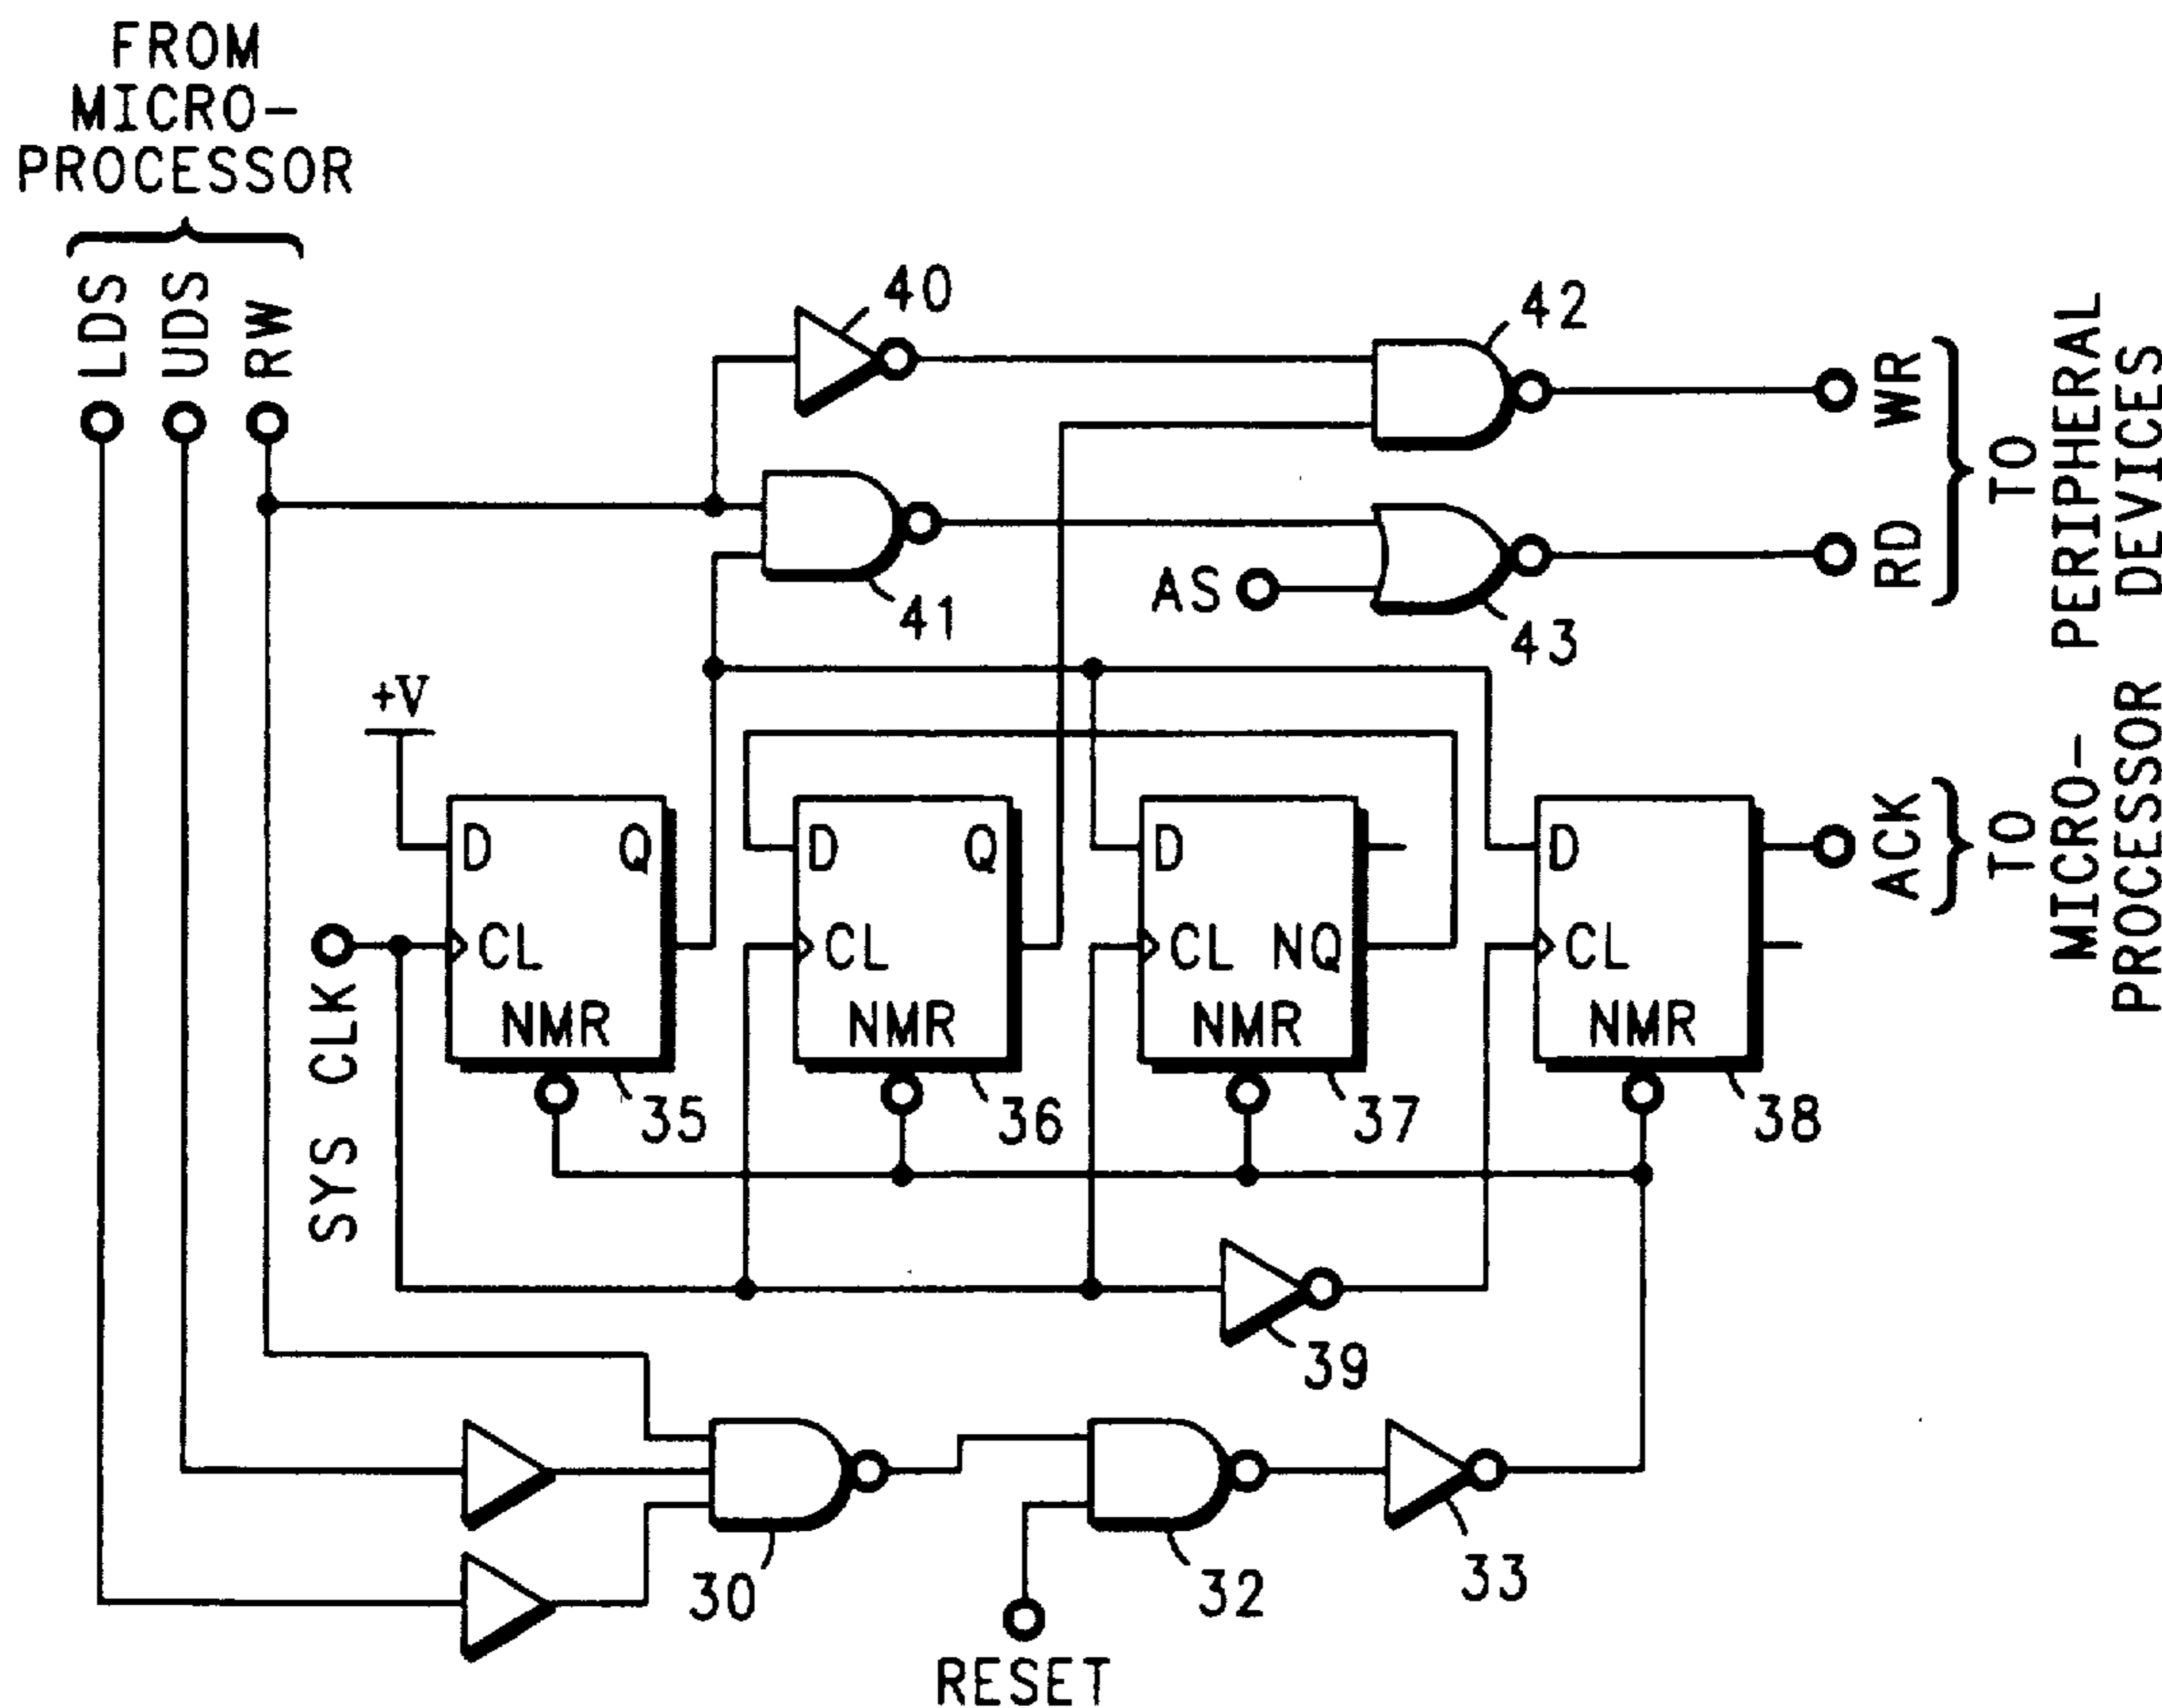 FROM
MICRO-
PROCESSOR
LDS
UDS
RW
40
42
41
AS
43
WR
RD
TO
PERIPHERAL
DEVICES
+V
D Q
CL
NMR
35
D Q
CL
NMR
36
D
CL NQ
NMR
37
D
CL
NMR
38
ACK
TO
MICRO-
PROCESSOR
SYS CLK
39
30
32
33
RESET